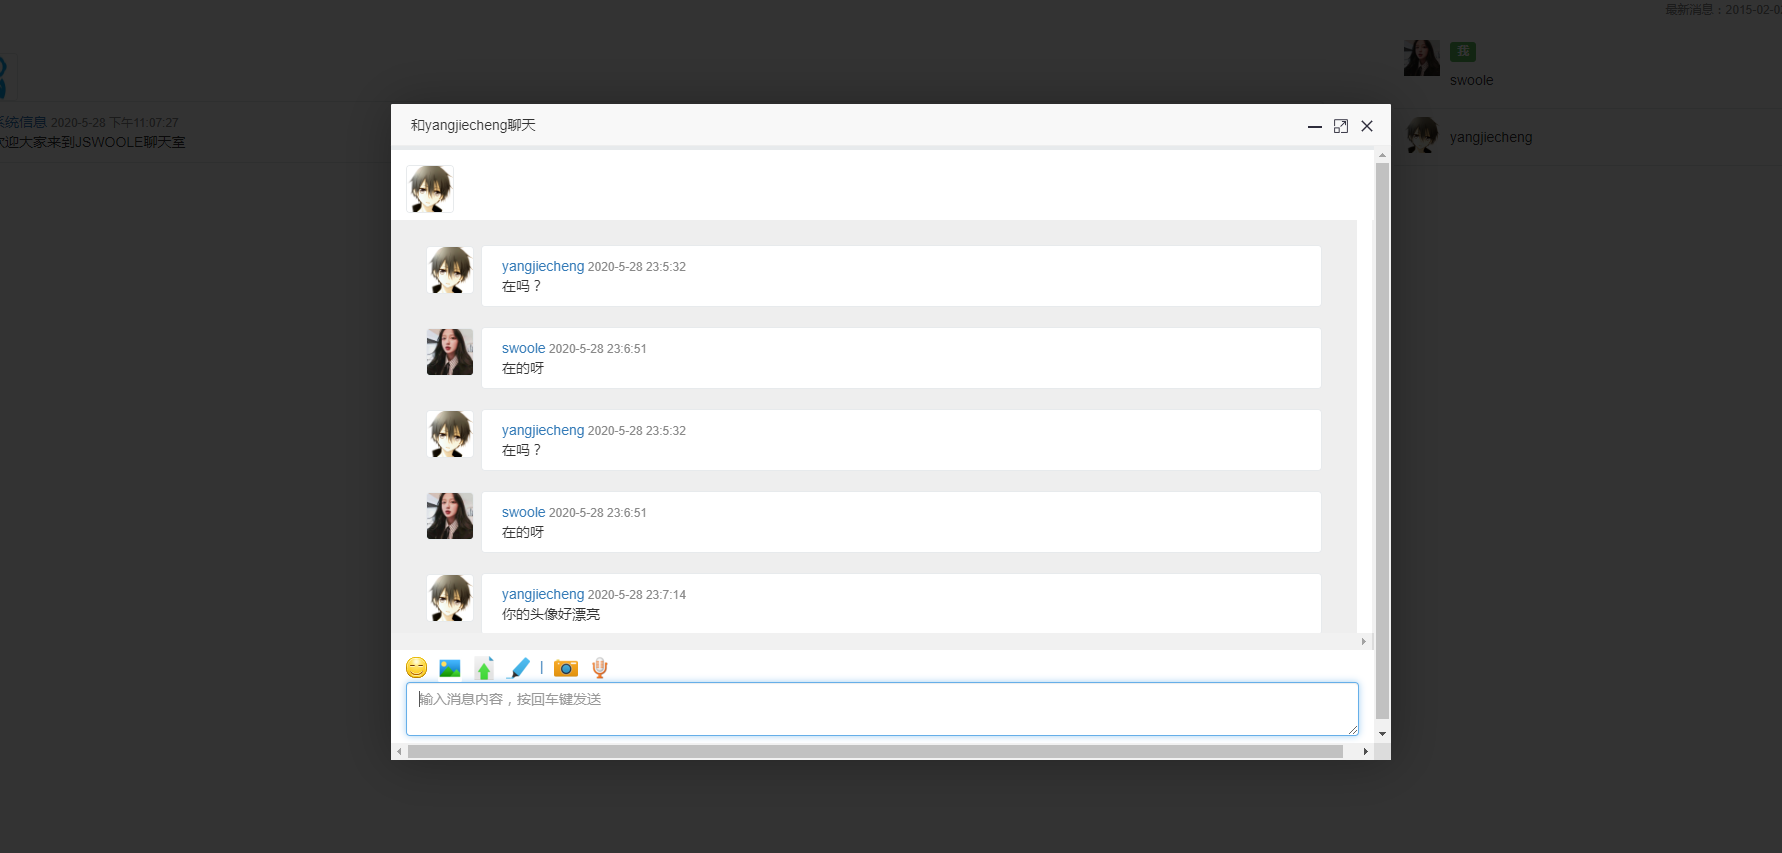 最新消息：2015-02-0
我
swoole
系统信息 2020-5-28 下午11:07:27
欢迎大家来到JSWOOLE聊天室
yangjiecheng
和yangjiecheng聊天
yangjiecheng 2020-5-28 23:5:32
在吗？
swoole 2020-5-28 23:6:51
在的呀
yangjiecheng 2020-5-28 23:5:32
在吗？
swoole 2020-5-28 23:6:51
在的呀
yangjiecheng 2020-5-28 23:7:14
你的头像好漂亮
输入消息内容，按回车键发送